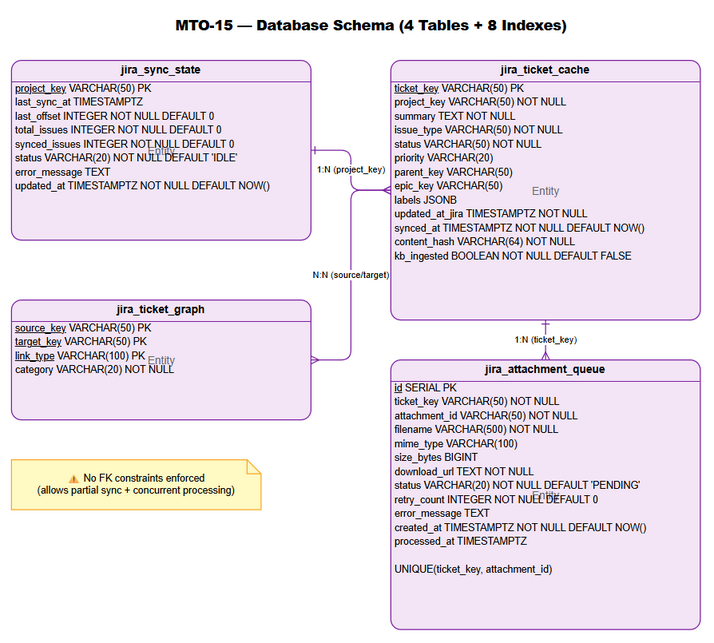 MTO-15 — Database Schema (4 Tables + 8 Indexes)
jira_sync_state
project_key VARCHAR(50) PK
last_sync_at TIMESTAMPTZ
last_offset INTEGER NOT NULL DEFAULT 0
total_issues INTEGER NOT NULL DEFAULT 0
synced_issues INTEGER NOT NULL DEFAULT 0
Entity
status VARCHAR(20) NOT NULL DEFAULT 'IDLE'
error_message TEXT
updated_at TIMESTAMPTZ NOT NULL DEFAULT NOW()
1:N (project_key)
jira_ticket_cache
ticket_key VARCHAR(50) PK
project_key VARCHAR(50) NOT NULL
summary TEXT NOT NULL
issue_type VARCHAR(50) NOT NULL
status VARCHAR(50) NOT NULL
priority VARCHAR(20)
parent_key VARCHAR(50)
epic_key VARCHAR(50)
Entity
labels JSONB
updated_at_jira TIMESTAMPTZ NOT NULL
synced_at TIMESTAMPTZ NOT NULL DEFAULT NOW()
content_hash VARCHAR(64) NOT NULL
kb_ingested BOOLEAN NOT NULL DEFAULT FALSE
N:N (source/target)
jira_ticket_graph
source_key VARCHAR(50) PK
target_key VARCHAR(50) PK
link_type VARCHAR(100) PK
Entity
category VARCHAR(20) NOT NULL
1:N (ticket_key)
jira_attachment_queue
id SERIAL PK
ticket_key VARCHAR(50) NOT NULL
attachment_id VARCHAR(50) NOT NULL
filename VARCHAR(500) NOT NULL
mime_type VARCHAR(100)
size_bytes BIGINT
download_url TEXT NOT NULL
status VARCHAR(20) NOT NULL DEFAULT 'PENDING'
Entity
retry_count INTEGER NOT NULL DEFAULT 0
error_message TEXT
created_at TIMESTAMPTZ NOT NULL DEFAULT NOW()
processed_at TIMESTAMPTZ
UNIQUE(ticket_key, attachment_id)
⚠️ No FK constraints enforced
(allows partial sync + concurrent processing)